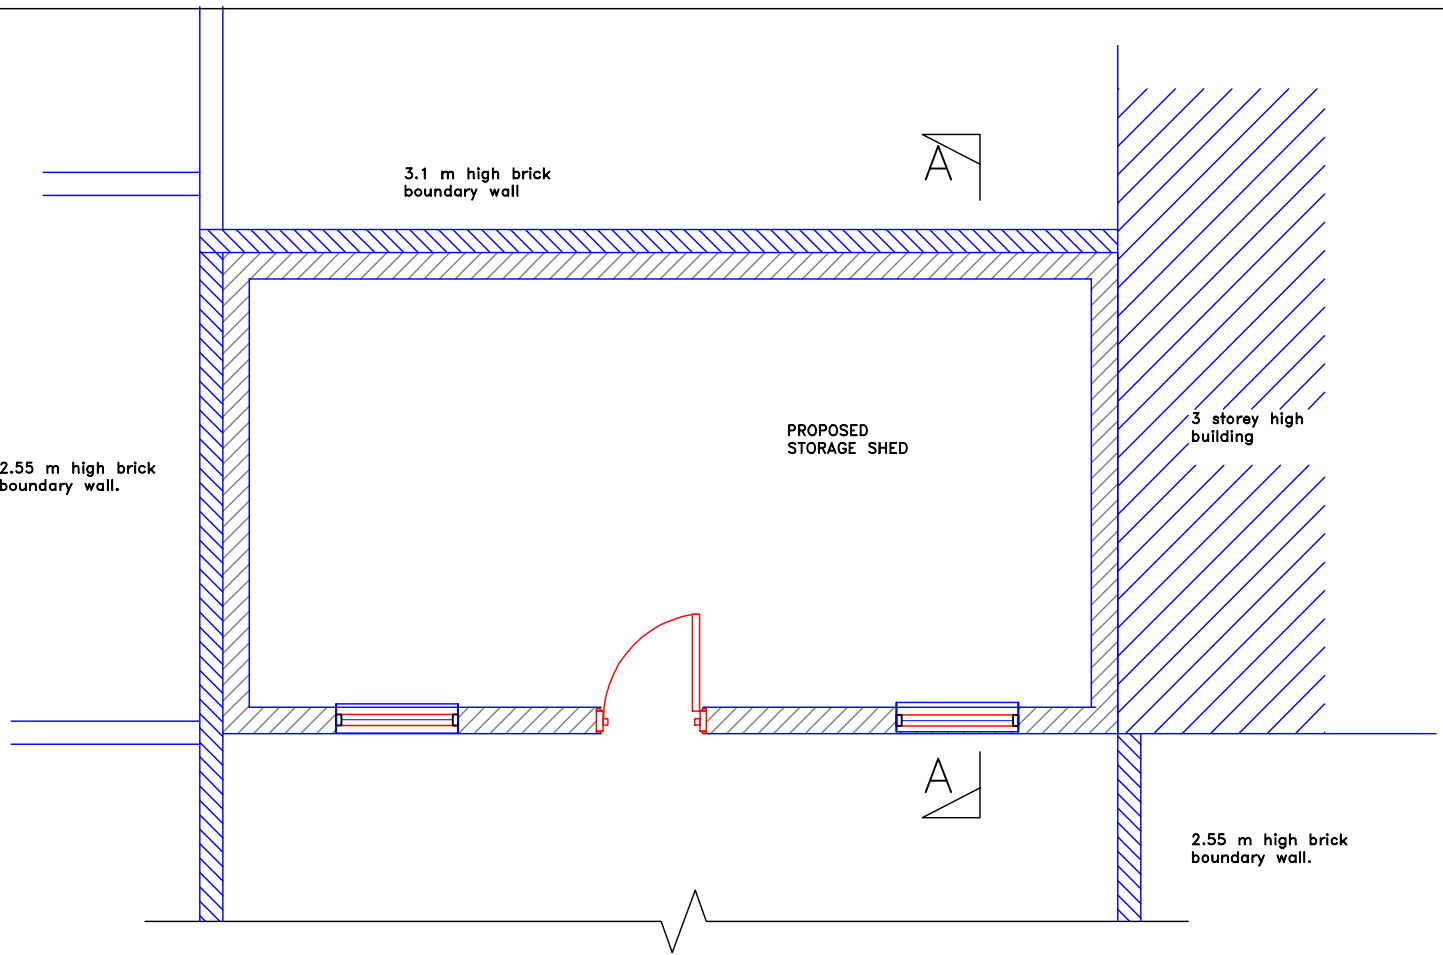 3.1 m high brick
boundary wall
A
PROPOSED
STORAGE SHED
3 storey high
building
2.55 m high brick
boundary wall.
A
2.55 m high brick
boundary wall.